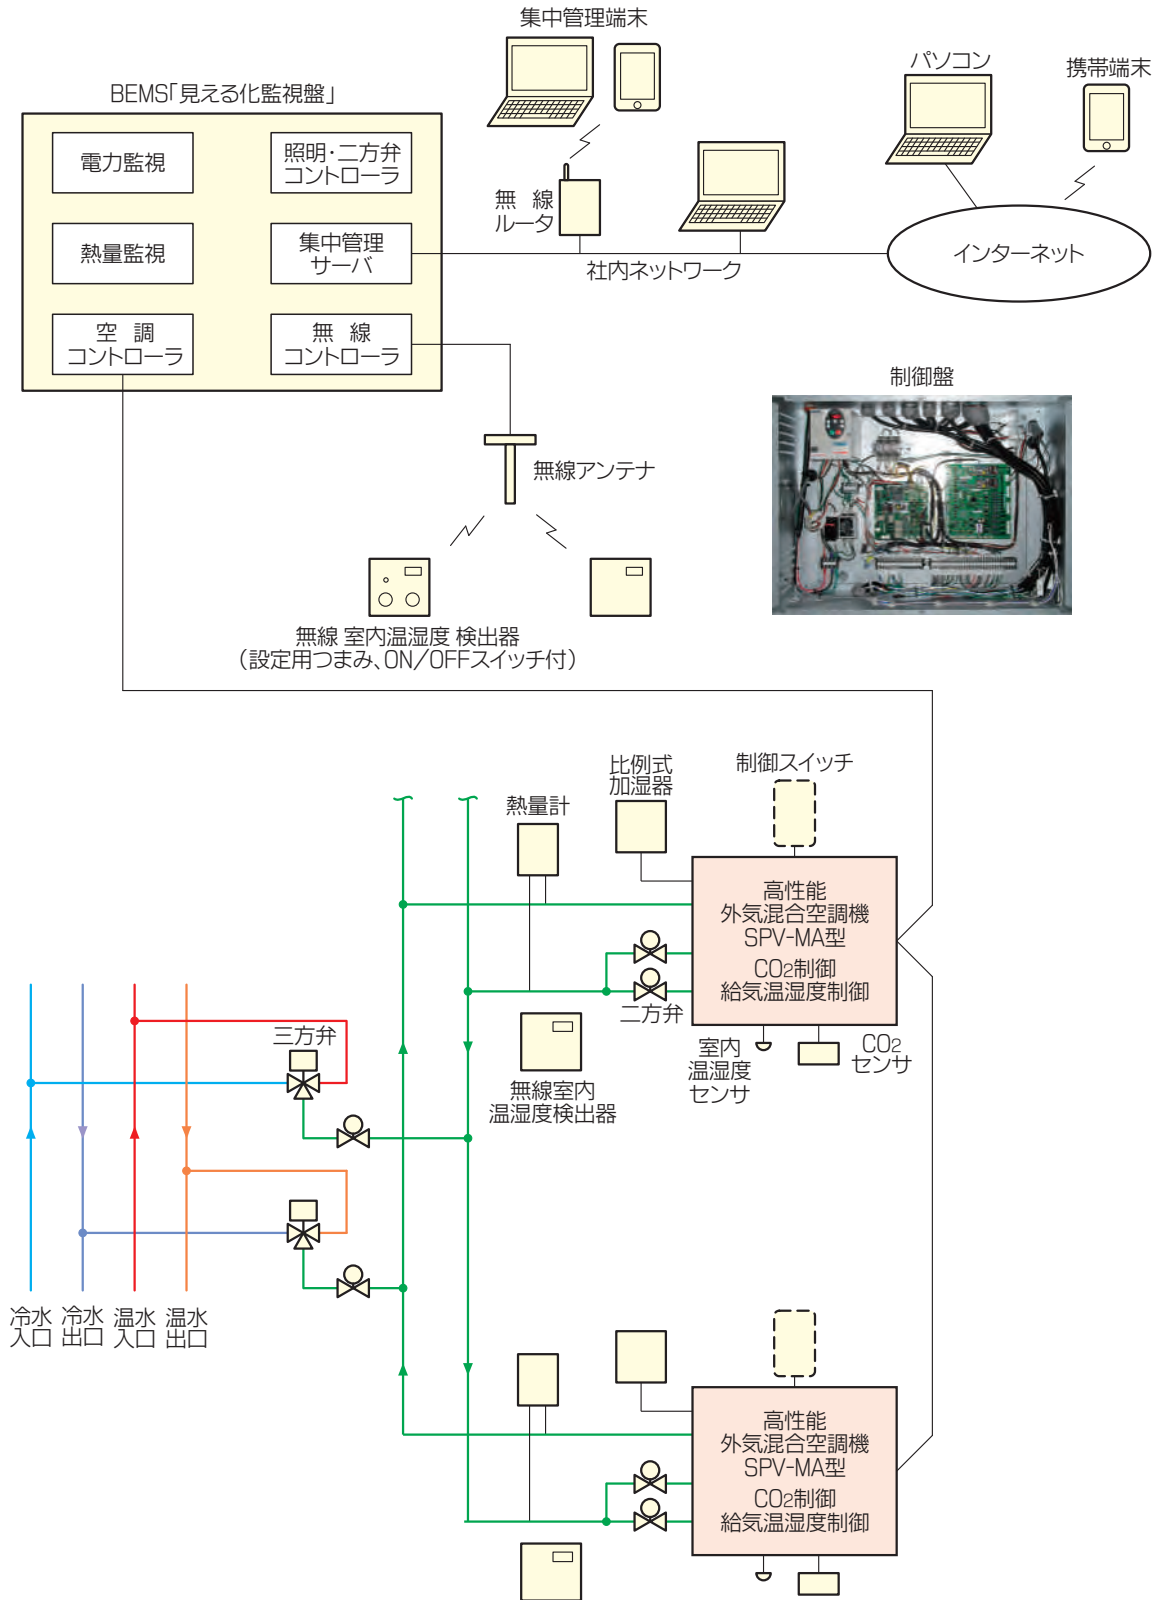 集中管理端末
パソコン
携帯端末
BEMS「見える化監視盤」
電力監視
照明・二方弁
コントローラ
無 線
ルータ
熱量監視
集中管理
サーバ
社内ネットワーク
インターネット
空 調
コントローラ
無 線
コントローラ
制御盤
無線アンテナ
無線 室内温湿度 検出器
（設定用つまみ、ON/OFFスイッチ付）
比例式
加湿器
制御スイッチ
熱量計
高性能
外気混合空調機
SPV-MA型
CO2制御
給気温湿度制御
二方弁
三方弁
室内
温湿度
センサ
CO2
センサ
無線室内
温湿度検出器
冷水
入口
冷水
出口
温水
入口
温水
出口
高性能
外気混合空調機
SPV-MA型
CO2制御
給気温湿度制御